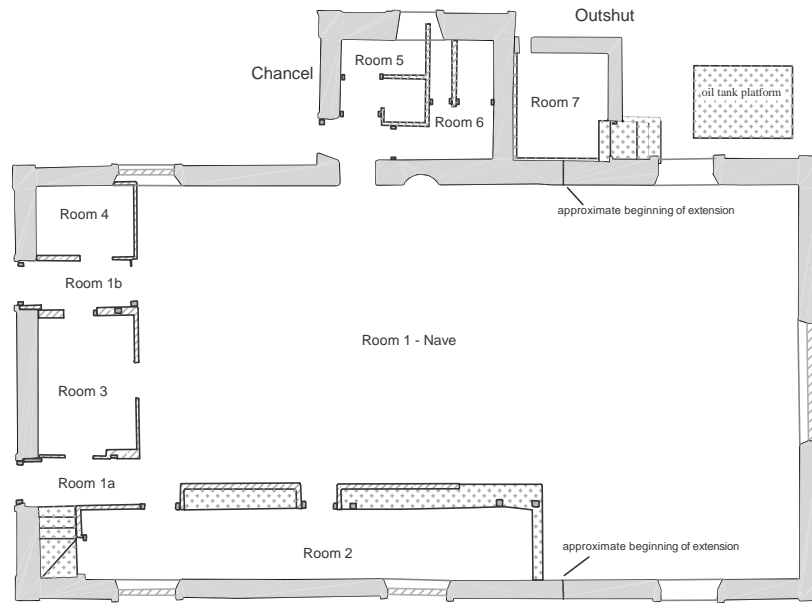 Outshut
Room 5
Chancel
oil tank platform
Room 7
Room 6
Room 4
approximate beginning of extension
Room 1b
Room 1 - Nave
Room 3
Room 1a
approximate beginning of extension
Room 2